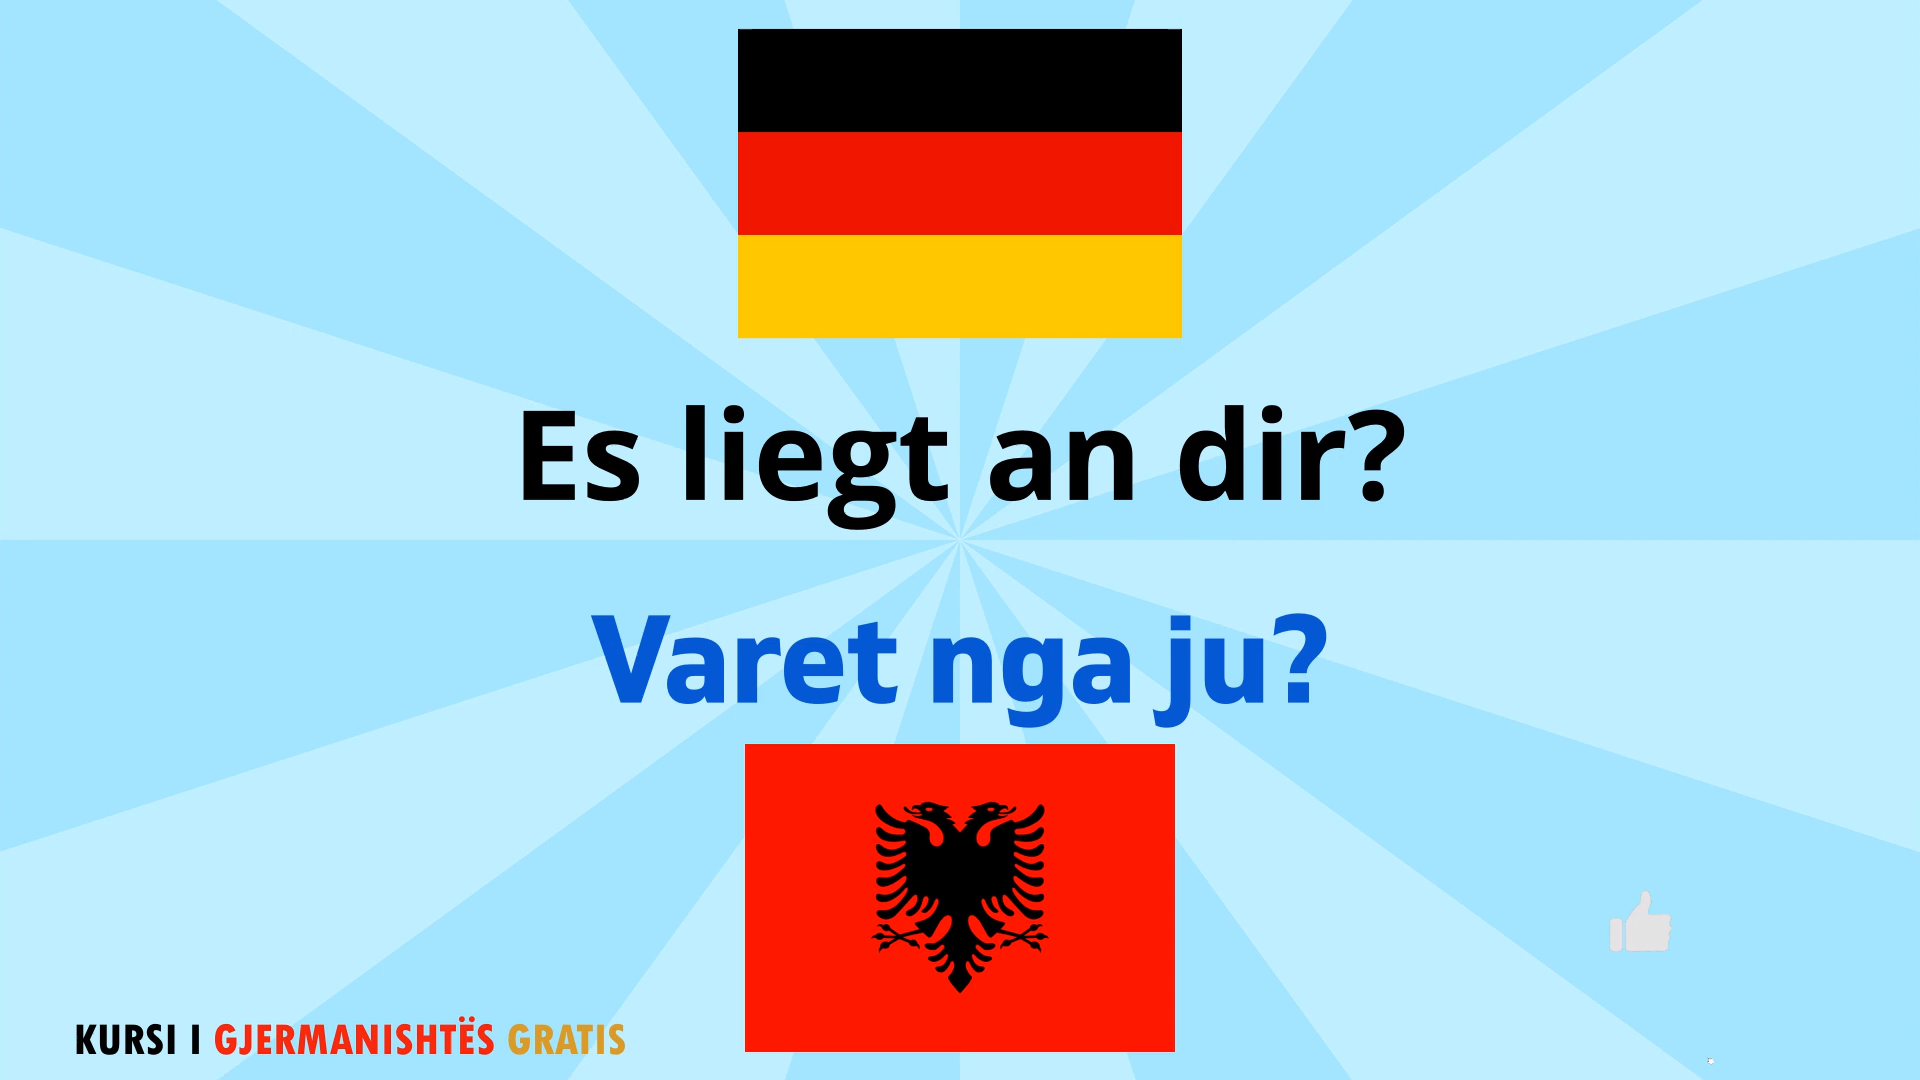 Es liegt an dir?
Varet nga ju?
KURSI I GJERMANISHTËS GRATIS